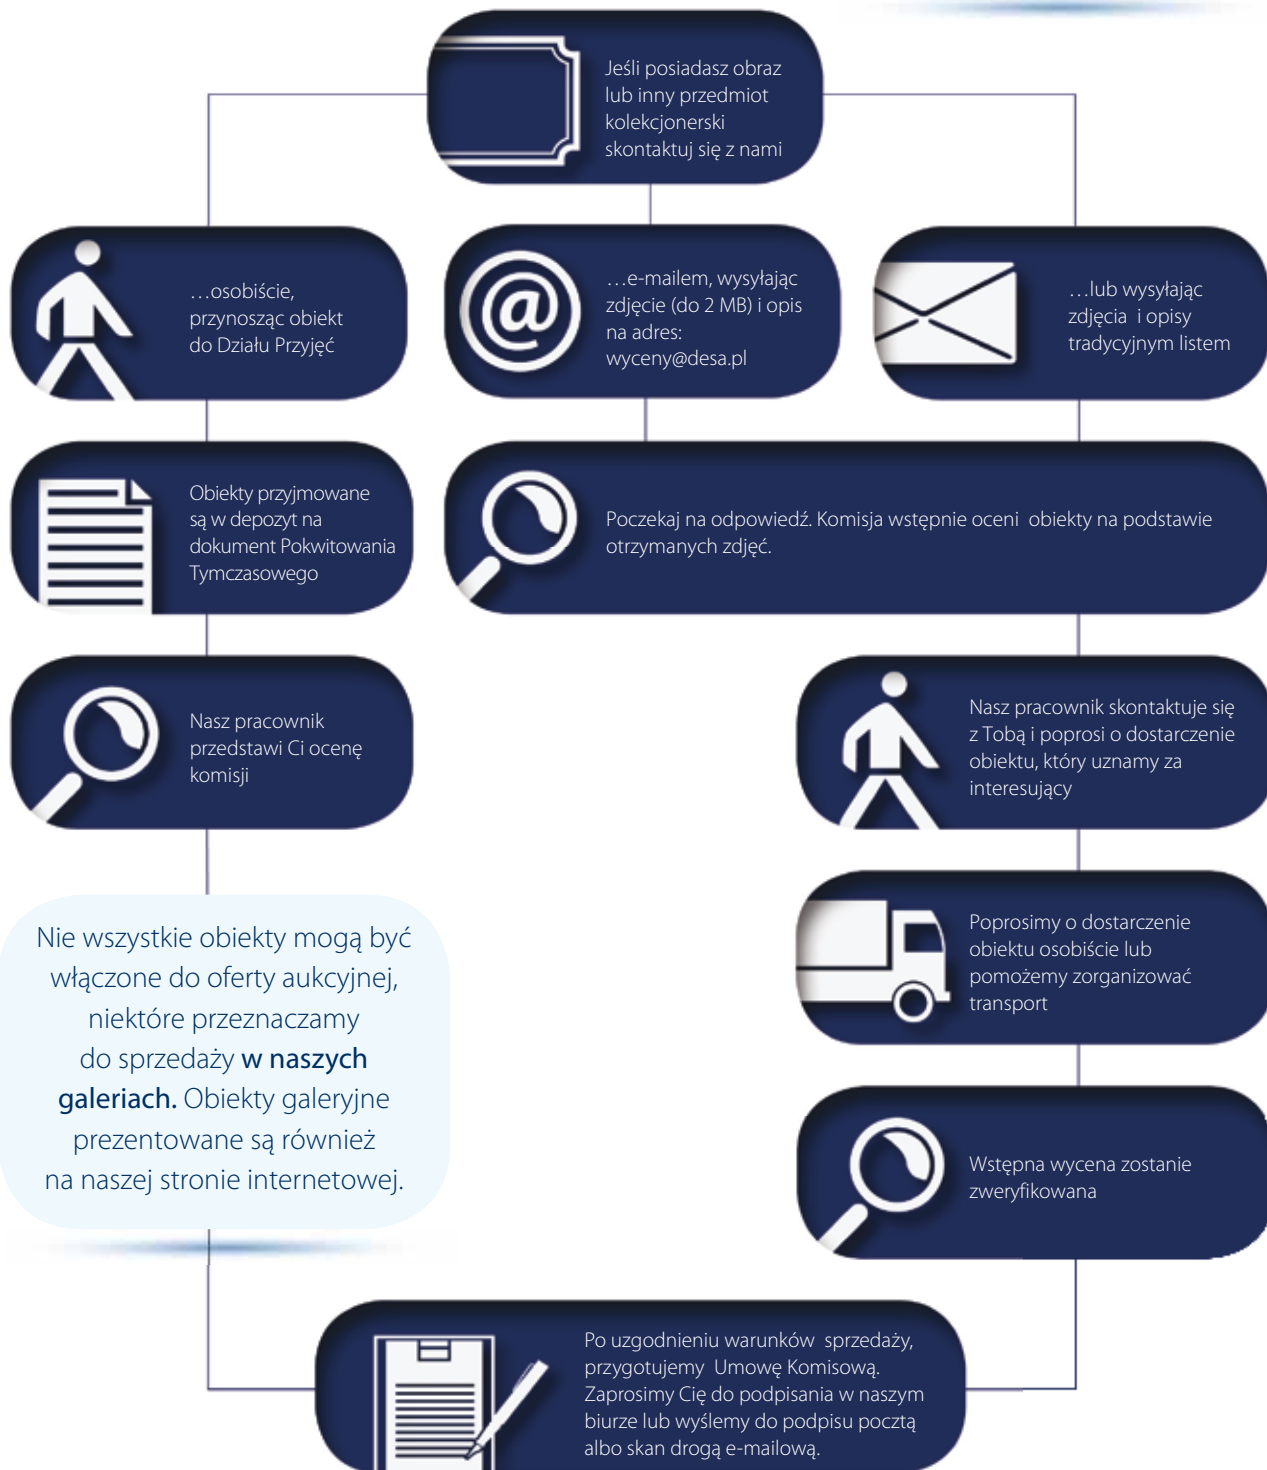 Jeśli posiadasz obraz
lub inny przedmiot
kolekcjonerski
skontaktuj się z nami
…osobiście,
przynosząc obiekt
do Działu Przyjęć
…e-mailem, wysyłając
zdjęcie (do 2 MB) i opis
na adres:
wyceny@desa.pl
…lub wysyłając
zdjęcia i opisy
tradycyjnym listem
Obiekty przyjmowane
są w depozyt na
dokument Pokwitowania
Tymczasowego
Poczekaj na odpowiedź. Komisja wstępnie oceni obiekty na podstawie
otrzymanych zdjęć.
Nasz pracownik
przedstawi Ci ocenę
komisji
Nasz pracownik skontaktuje się
z Tobą i poprosi o dostarczenie
obiektu, który uznamy za
interesujący
Nie wszystkie obiekty mogą być
włączone do oferty aukcyjnej,
niektóre przeznaczamy
do sprzedaży w naszych
galeriach. Obiekty galeryjne
prezentowane są również
na naszej stronie internetowej.
Poprosimy o dostarczenie
obiektu osobiście lub
pomożemy zorganizować
transport
Wstępna wycena zostanie
zweryfikowana
Po uzgodnieniu warunków sprzedaży,
przygotujemy Umowę Komisową.
Zaprosimy Cię do podpisania w naszym
biurze lub wyślemy do podpisu pocztą
albo skan drogą e-mailową.